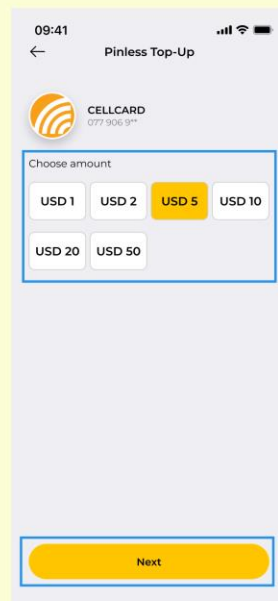 09:41
Pinless Top-Up
CELLCARD
077 906 9**
Choose amount
USD 1 USD 2 USD 5 USD 10
USD 20 USD 50
Next